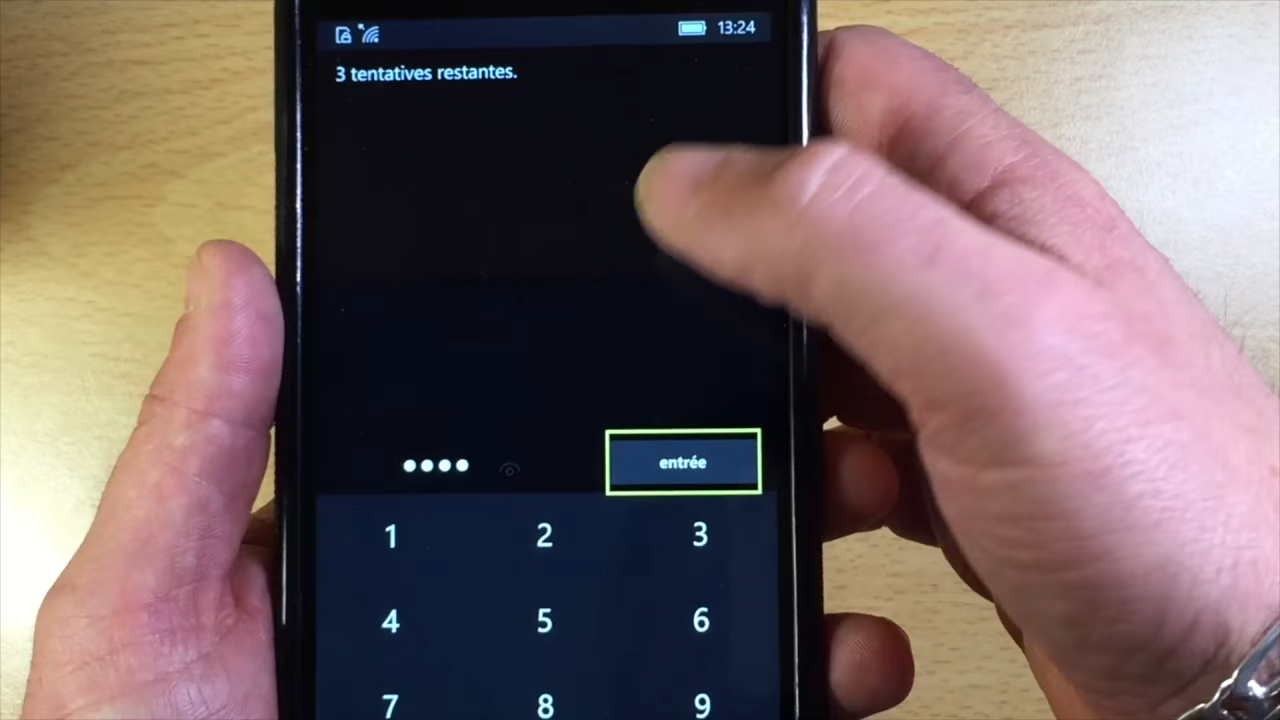 13:24
3 tentatives restantes.
entrée
1 2 3
4 5 6
7 8 9